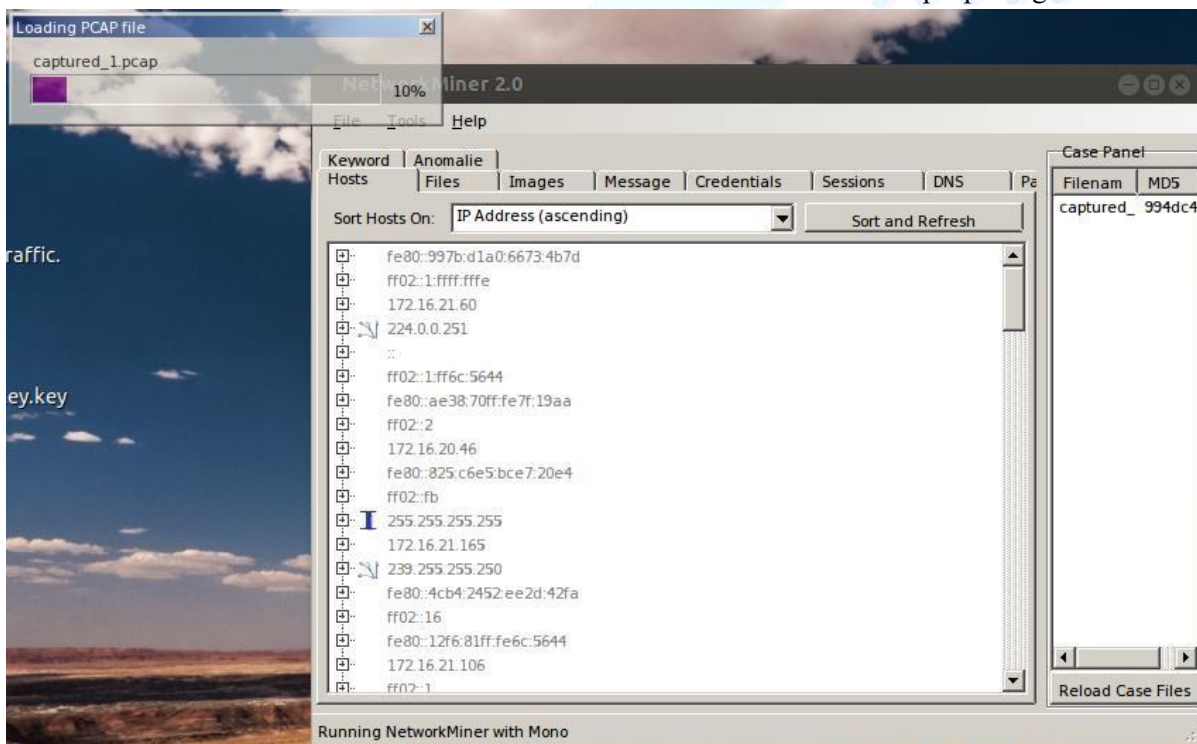 Loading PCAP file
captured_1.pcap
10%
NetworkMiner 2.0
File Tools Help
Keyword Anomalie
Hosts Files Images Message Credentials Sessions DNS Pa
Sort Hosts On: IP Address (ascending) Sort and Refresh
fe80::997b:d1a0:6673:4b7d
ff02::1:ffff:fffe
172.16.21.60
224.0.0.251
::
ff02::1:ff6c:5644
fe80::ae38:70ff:fe7f:19aa
ff02::2
172.16.20.46
fe80::825:c6e5:bce7:20e4
ff02::fb
255.255.255.255
172.16.21.165
239.255.255.250
fe80::4cb4:2452:ee2d:42fa
ff02::16
fe80::12f6:81ff:fe6c:5644
172.16.21.106
ff02::1
Case Panel
Filenam MD5
captured_ 994dc4
Reload Case Files
Running NetworkMiner with Mono
raffic.
ey.key